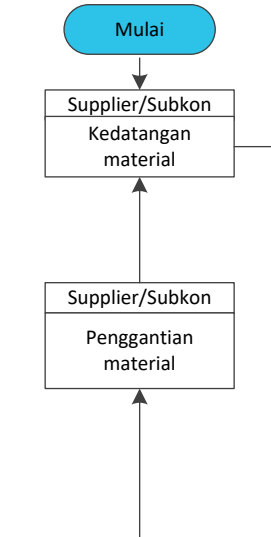 Mulai
Supplier/Subkon
Kedatangan
material
Supplier/Subkon
Penggantian
material